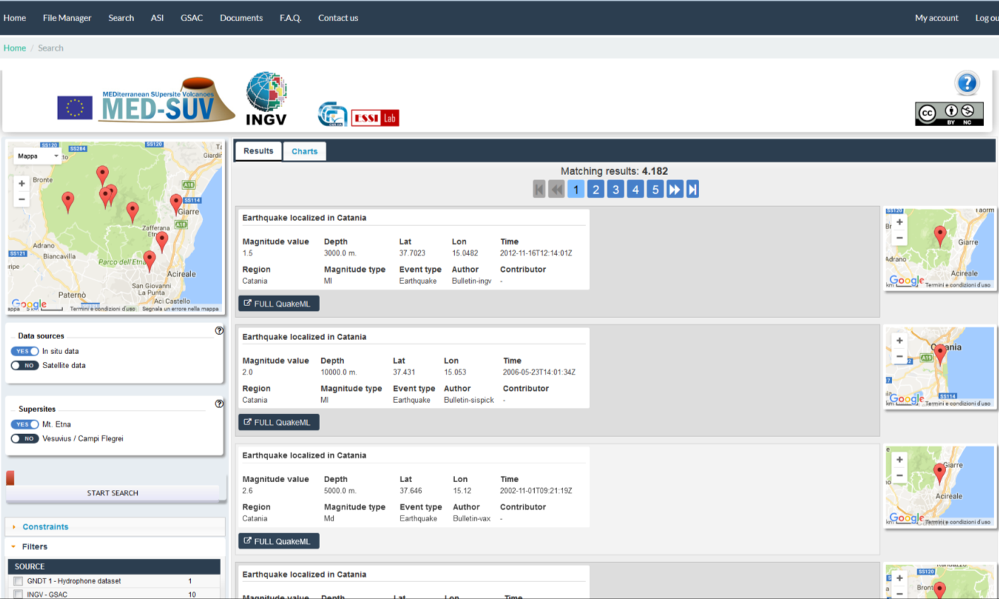 Home File Manager Search ASI GSAC Documents F.A.Q. Contact us My account Log ou
Home / Search
MEDiterranean SUpersite Volcanoes
MED-SUV
INGV
ESSI Lab
?
cc BY NC
Mappa
SS120
SS284
SS120
Giardir
Bronte
A18
SS114
Giarre
A18
Zafferana
Adrano
SS121
Biancavilla
Parco dell'Etna
Acireale
San Giovanni
La Punta
Paternò
Aci Castello
Google
Termini e condizioni d'uso Segnala un errore nella mappa
Data sources ?
YES In situ data
NO Satellite data
Supersites ?
YES Mt. Etna
NO Vesuvius / Campi Flegrei
START SEARCH
Constraints
Filters
SOURCE
GNDT 1 - Hydrophone dataset 1
INGV - GSAC 10
Results Charts
Matching results: 4.182
1 2 3 4 5
Earthquake localized in Catania
Magnitude value Depth Lat Lon Time
1.5 3000.0 m. 37.7023 15.0482 2012-11-16T12:14:01Z
Region Magnitude type Event type Author Contributor
Catania Ml Earthquake Bulletin-ingv -
FULL QuakeML
SS120
Giarre
Adrano
Acireale
Google Termini e condizioni d'uso
Earthquake localized in Catania
Magnitude value Depth Lat Lon Time
2.0 10000.0 m. 37.431 15.053 2006-05-23T14:01:34Z
Region Magnitude type Event type Author Contributor
Catania Ml Earthquake Bulletin-sispick -
FULL QuakeML
A19
SS114
Google Termini e condizioni d'uso
Earthquake localized in Catania
Magnitude value Depth Lat Lon Time
2.6 5000.0 m. 37.646 15.12 2002-11-01T09:21:19Z
Region Magnitude type Event type Author Contributor
Catania Md Earthquake Bulletin-vax -
FULL QuakeML
Giarre
Acireale
Google Termini e condizioni d'uso
Earthquake localized in Catania
Magnitude value Depth Lat Lon Time
SS120
Bront